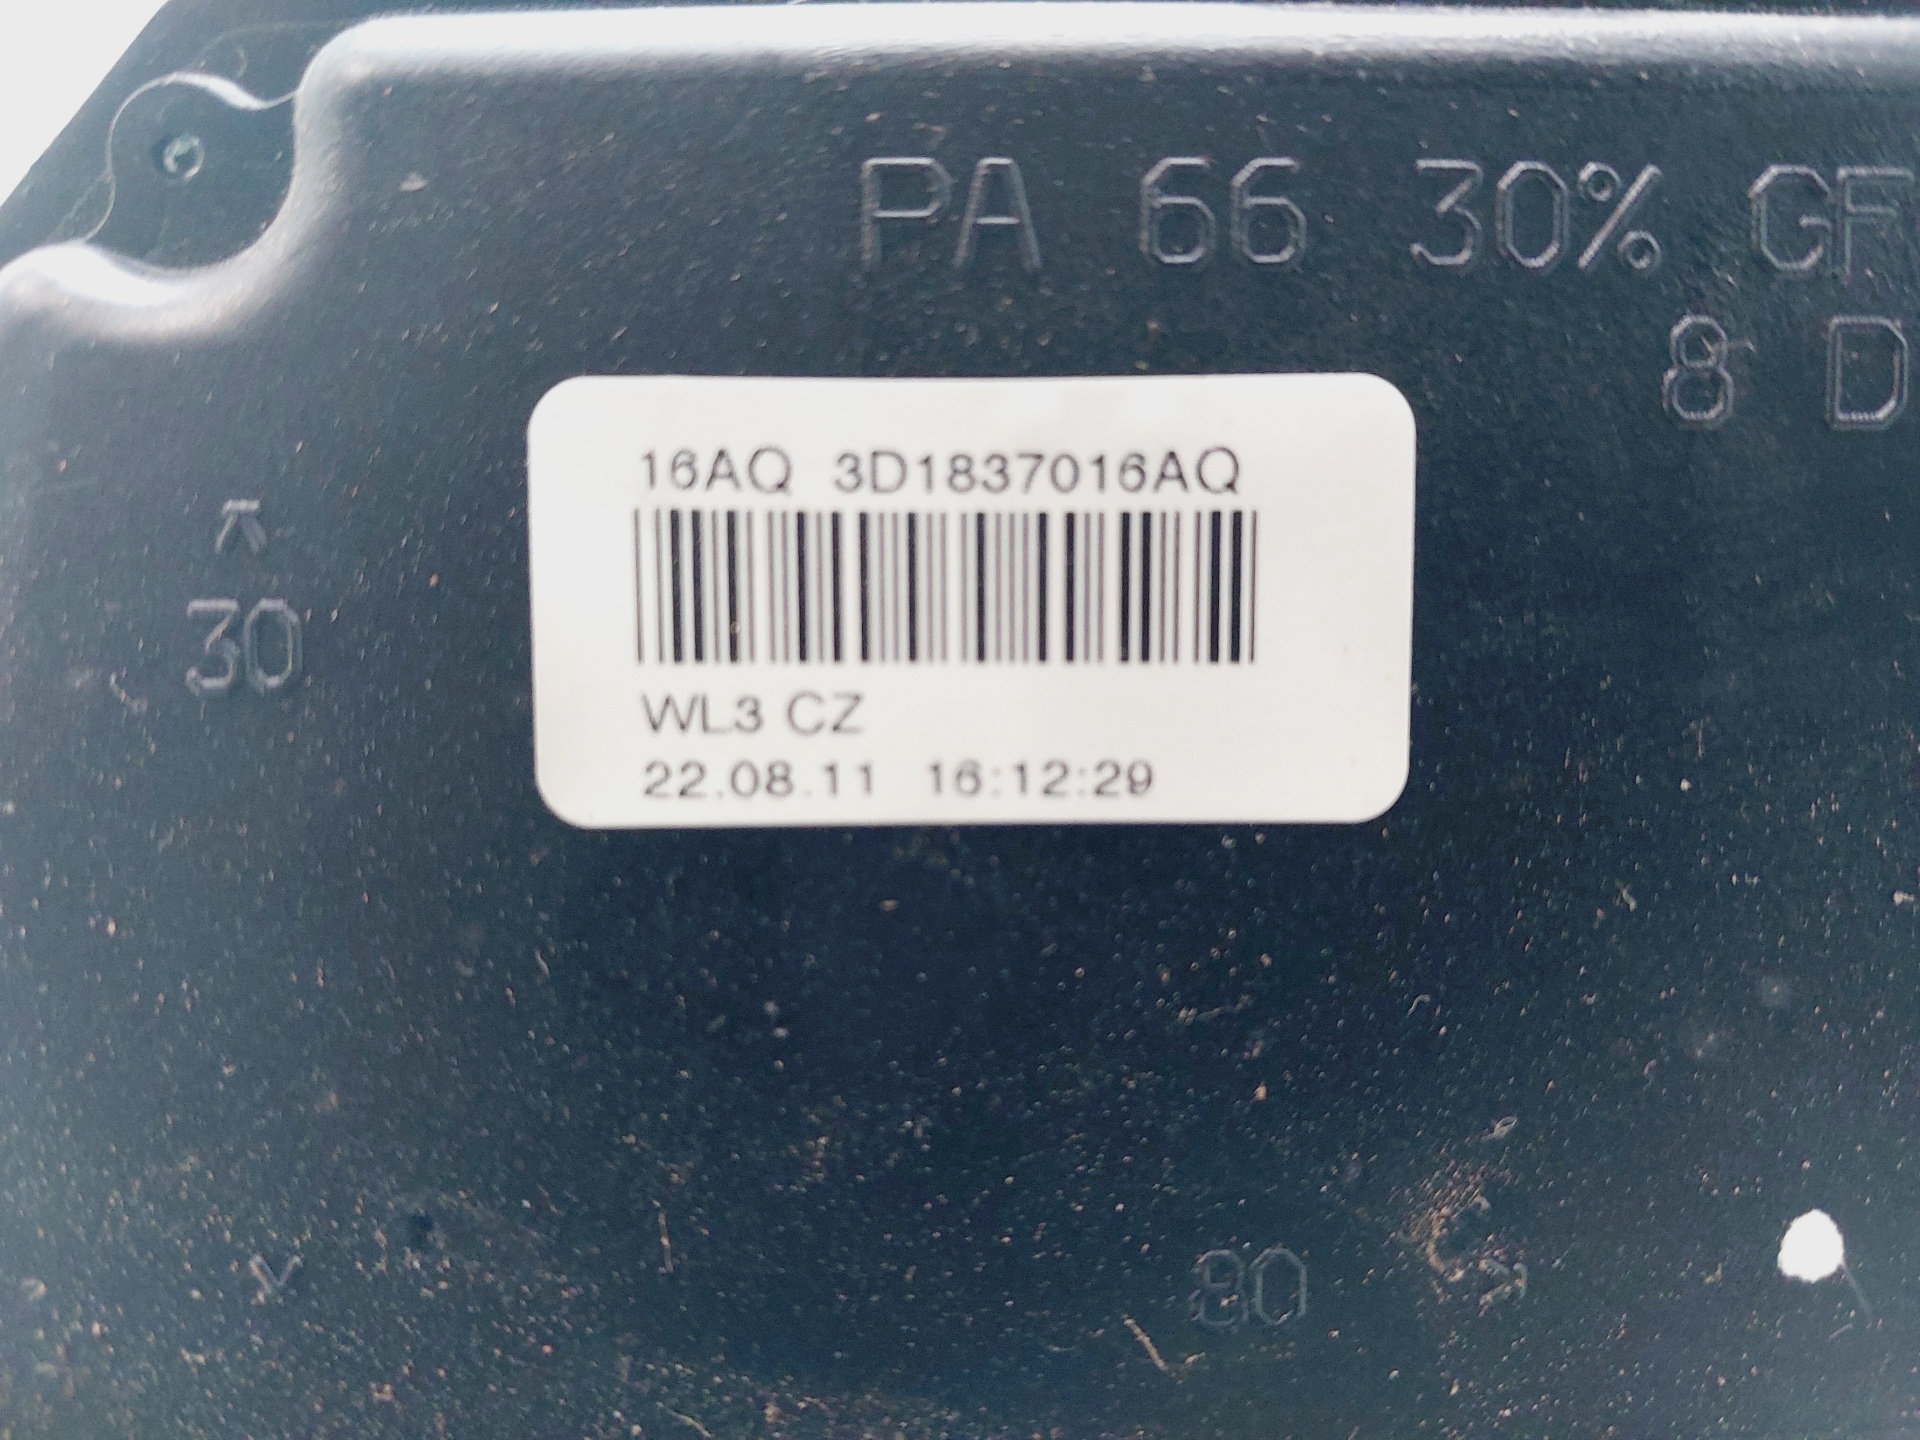 PA 66 30% GF
8 D
16AQ 3D1837016AQ
30
WL3 CZ
22.08.11 16:12:29
80